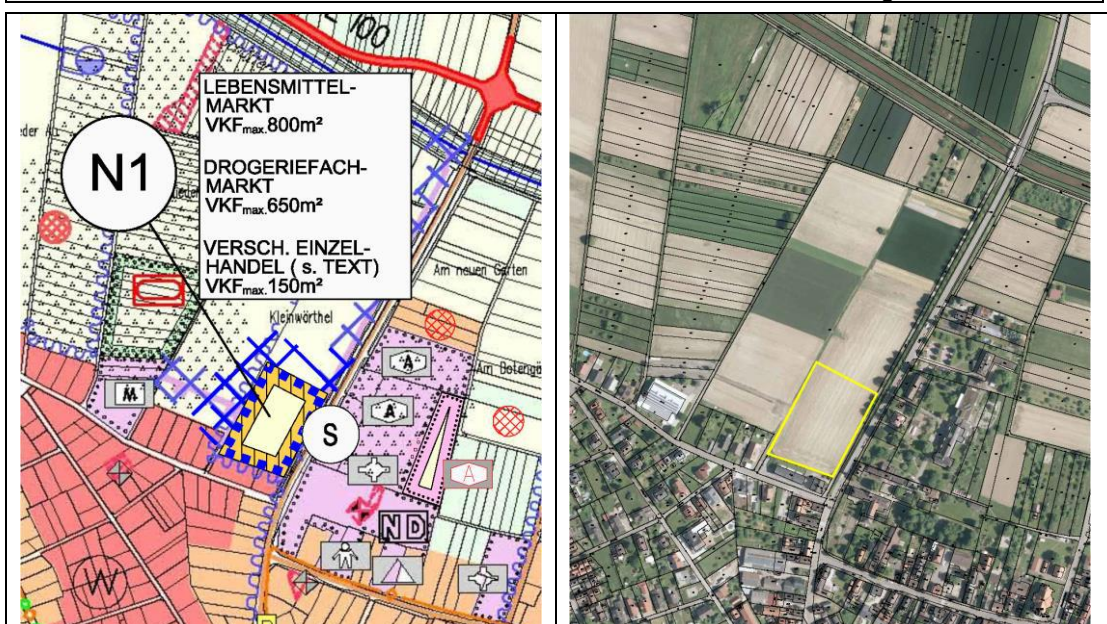 100
LEBENSMITTEL-
MARKT
VKFmax.800m²
DROGERIEFACH-
MARKT
VKFmax.650m²
VERSCH. EINZEL-
HANDEL ( s. TEXT)
VKFmax.150m²
N1
Am neuen Garten
Kleinwörthel
M
A
A
S
A
ND
W